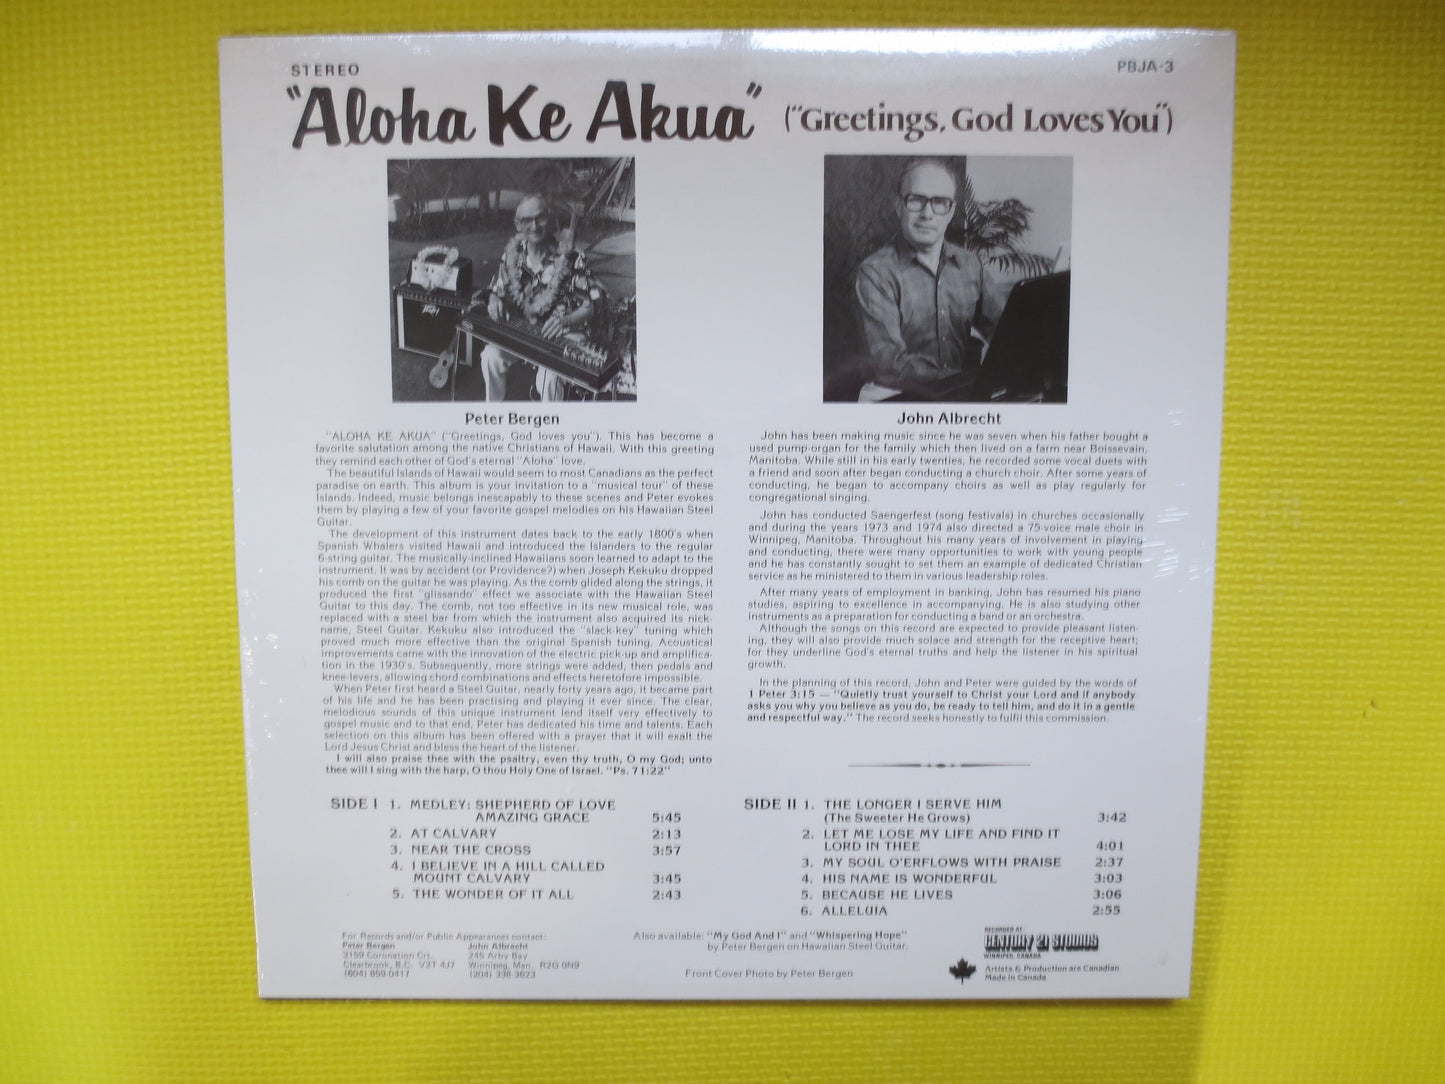 STEREO
PBJA-3
"Aloha Ke Akua" ("Greetings, God Loves You")
Peter Bergen
"ALOHA KE AKUA" ("Greetings, God loves you"). This has become a
favorite salutation among the native Christians of Hawaii. With this greeting
they remind each other of God's eternal "Aloha" love.
The beautiful Islands of Hawaii would seem to most Canadians as the perfect
paradise on earth. This album is your invitation to a "musical tour" of these
Islands. Indeed, music belongs inescapably to these scenes and Peter evokes
them by playing a few of your favorite gospel melodies on his Hawaiian Steel
Guitar.
The development of this instrument dates back to the early 1800's when
Spanish Whalers visited Hawaii and introduced the Islanders to the regular
6-string guitar. The musically-inclined Hawaiians soon learned to adapt to the
instrument. It was by accident (or Providence?) when Joseph Kekuku dropped
his comb on the guitar he was playing. As the comb glided along the strings, it
produced the first "glissando" effect we associate with the Hawaiian Steel
Guitar to this day. The comb, not too effective in its new musical role, was
replaced with a steel bar from which the instrument also acquired its nick-
name, Steel Guitar. Kekuku also introduced the "slack-key" tuning which
proved much more effective than the original Spanish tuning. Acoustical
improvements came with the innovation of the electric pick-up and amplifica-
tion in the 1930's. Subsequently, more strings were added, then pedals and
knee-levers, allowing chord combinations and effects heretofore impossible.
When Peter first heard a Steel Guitar, nearly forty years ago, it became part
of his life and he has been practising and playing it ever since. The clear,
melodious sounds of this unique instrument lend itself very effectively to
gospel music and to that end, Peter has dedicated his time and talents. Each
selection on this album has been offered with a prayer that it will exalt the
Lord Jesus Christ and bless the heart of the listener.
I will also praise thee with the psaltry, even thy truth, O my God; unto
thee will I sing with the harp, O thou Holy One of Israel. "Ps. 71:22"
John Albrecht
John has been making music since he was seven when his father bought a
used pump-organ for the family which then lived on a farm near Boissevain,
Manitoba. While still in his early twenties, he recorded some vocal duets with
a friend and soon after began conducting a church choir. After some years of
conducting, he began to accompany choirs as well as play regularly for
congregational singing.
John has conducted Saengerfest (song festivals) in churches occasionally
and during the years 1973 and 1974 also directed a 75-voice male choir in
Winnipeg, Manitoba. Throughout his many years of involvement in playing
and conducting, there were many opportunities to work with young people
and he has constantly sought to set them an example of dedicated Christian
service as he ministered to them in various leadership roles.
After many years of employment in banking, John has resumed his piano
studies, aspiring to excellence in accompanying. He is also studying other
instruments as a preparation for conducting a band or an orchestra.
Although the songs on this record are expected to provide pleasant listen-
ing, they will also provide much solace and strength for the receptive heart;
for they underline God's eternal truths and help the listener in his spiritual
growth.
In the planning of this record, John and Peter were guided by the words of
1 Peter 3:15 — "Quietly trust yourself to Christ your Lord and if anybody
asks you why you believe as you do, be ready to tell him, and do it in a gentle
and respectful way." The record seeks honestly to fulfil this commission.
SIDE I 1. MEDLEY: SHEPHERD OF LOVE
AMAZING GRACE 5:45
2. AT CALVARY 2:13
3. NEAR THE CROSS 3:57
4. I BELIEVE IN A HILL CALLED
MOUNT CALVARY 3:45
5. THE WONDER OF IT ALL 2:43
SIDE II 1. THE LONGER I SERVE HIM
(The Sweeter He Grows) 3:42
2. LET ME LOSE MY LIFE AND FIND IT
LORD IN THEE 4:01
3. MY SOUL O'ERFLOWS WITH PRAISE 2:37
4. HIS NAME IS WONDERFUL 3:03
5. BECAUSE HE LIVES 3:06
6. ALLELUIA 2:55
For Records and/or Public Appearances contact:
Peter Bergen John Albrecht
3159 Coronation Crt. 245 Arby Bay
Clearbrook, B.C. V2T 4J7 Winnipeg, Man. R2G 0N9
(604) 859-0417 (204) 338-3623
Also available: "My God And I" and "Whispering Hope"
by Peter Bergen on Hawaiian Steel Guitar.
Front Cover Photo by Peter Bergen
RECORDED AT:
CENTURY 21 STUDIOS
WINNIPEG, CANADA
Artists & Production are Canadian
Made in Canada